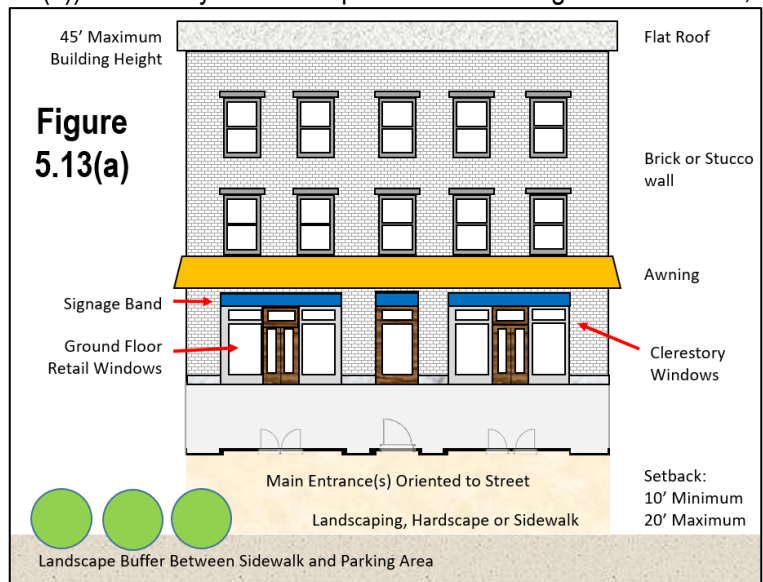 45’ Maximum
Building Height
Flat Roof
Figure
5.13(a)
Brick or Stucco
wall
Awning
Signage Band
Ground Floor
Retail Windows
Clerestory
Windows
Main Entrance(s) Oriented to Street
Landscaping, Hardscape or Sidewalk
Setback:
10’ Minimum
20’ Maximum
Landscape Buffer Between Sidewalk and Parking Area